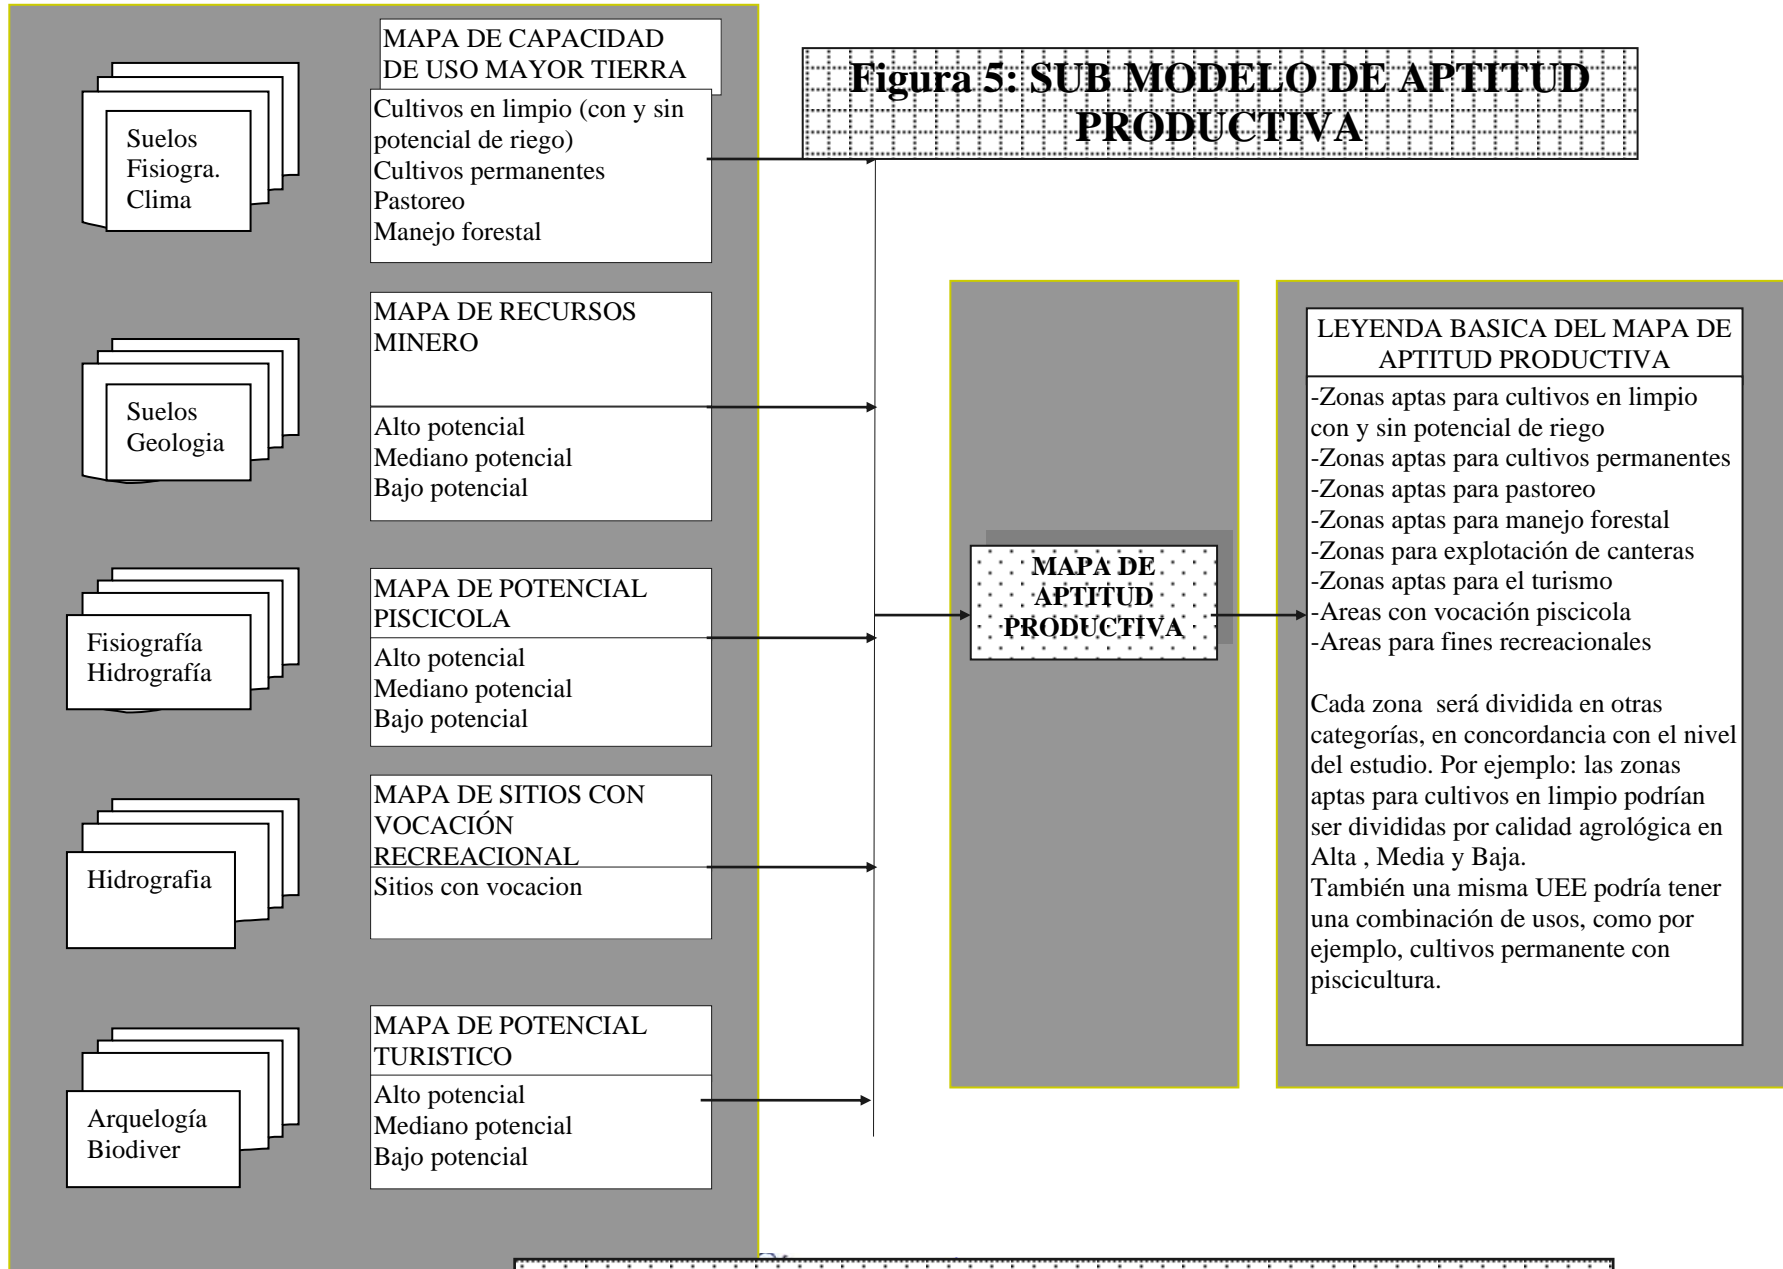 Figura 5: SUB MODELO DE APTITUD
PRODUCTIVA
Suelos
Fisiogra.
Clima
MAPA DE CAPACIDAD
DE USO MAYOR TIERRA
Cultivos en limpio (con y sin
potencial de riego)
Cultivos permanentes
Pastoreo
Manejo forestal
Suelos
Geologia
MAPA DE RECURSOS
MINERO
Alto potencial
Mediano potencial
Bajo potencial
Fisiografía
Hidrografía
MAPA DE POTENCIAL
PISCICOLA
Alto potencial
Mediano potencial
Bajo potencial
Hidrografia
MAPA DE SITIOS CON
VOCACIÓN
RECREACIONAL
Sitios con vocacion
Arquelogía
Biodiver
MAPA DE POTENCIAL
TURISTICO
Alto potencial
Mediano potencial
Bajo potencial
MAPA DE
APTITUD
PRODUCTIVA
LEYENDA BASICA DEL MAPA DE
APTITUD PRODUCTIVA
-Zonas aptas para cultivos en limpio
con y sin potencial de riego
-Zonas aptas para cultivos permanentes
-Zonas aptas para pastoreo
-Zonas aptas para manejo forestal
-Zonas para explotación de canteras
-Zonas aptas para el turismo
-Areas con vocación piscicola
-Areas para fines recreacionales
Cada zona será dividida en otras
categorías, en concordancia con el nivel
del estudio. Por ejemplo: las zonas
aptas para cultivos en limpio podrían
ser divididas por calidad agrológica en
Alta , Media y Baja.
También una misma UEE podría tener
una combinación de usos, como por
ejemplo, cultivos permanente con
piscicultura.